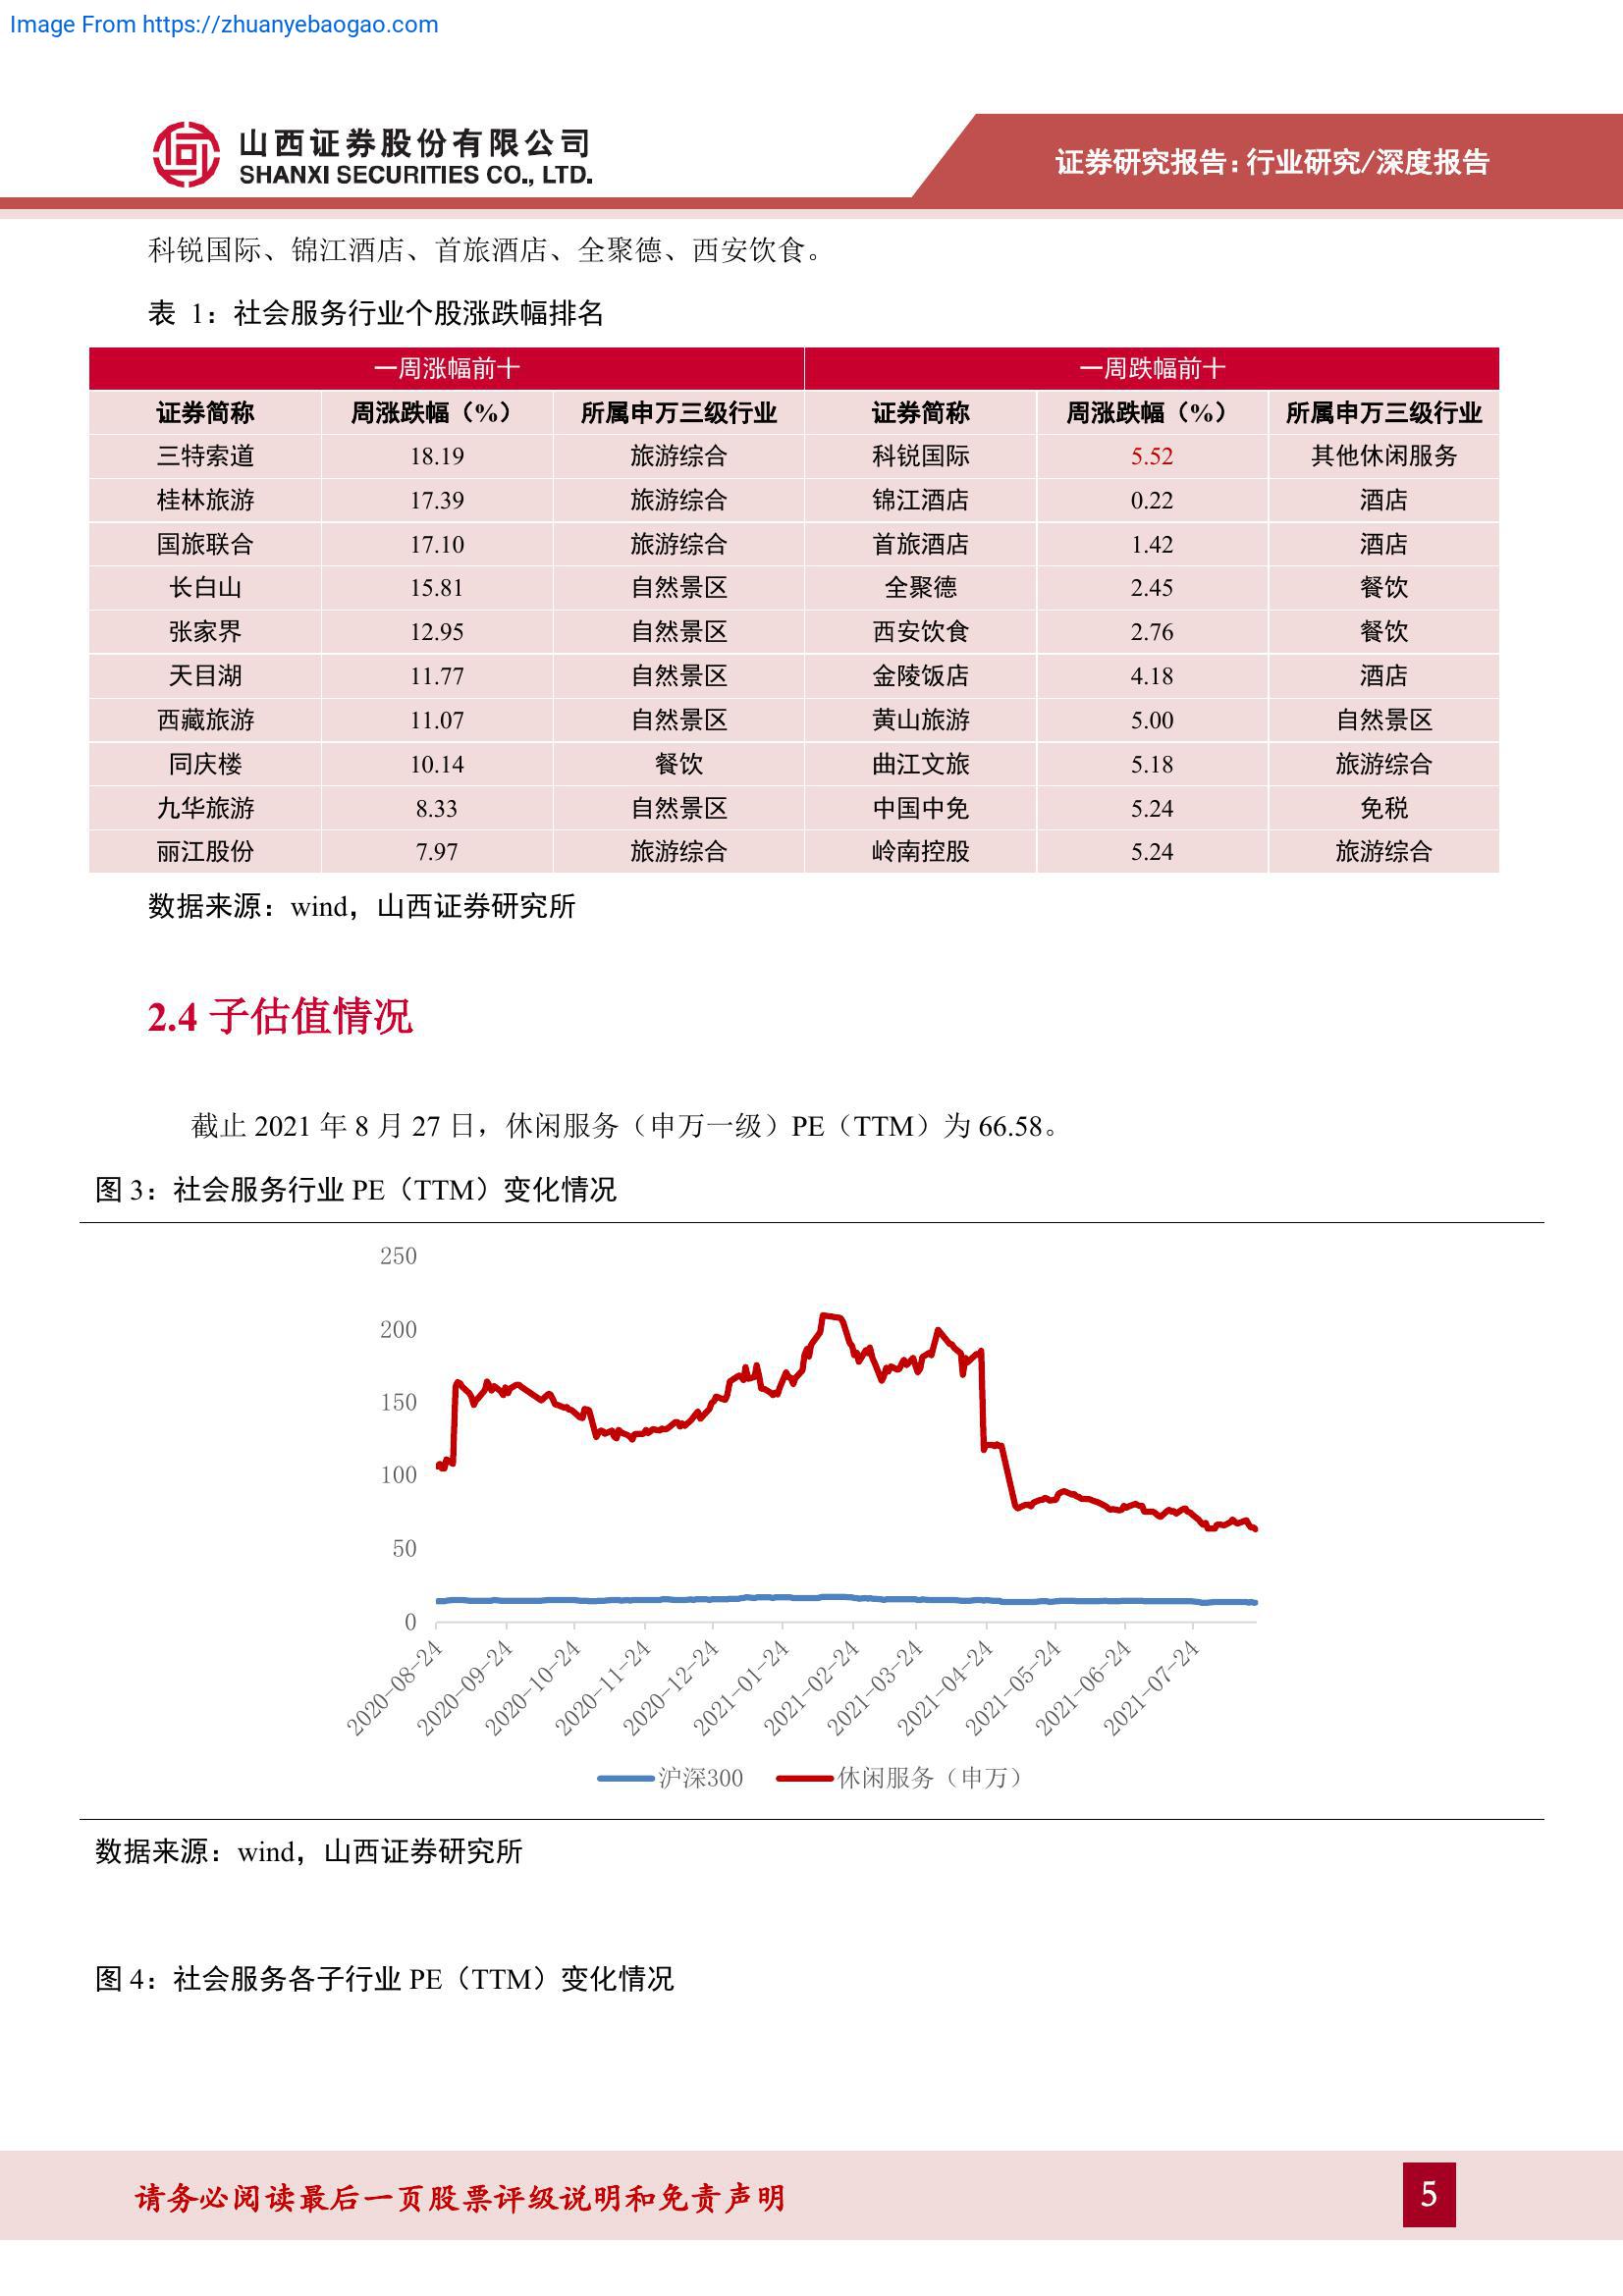 Image From https://zhuanyebaogao.com
山西证券股份有限公司
SHANXI SECURITIES CO., LTD.
证券研究报告：行业研究/深度报告
科锐国际、锦江酒店、首旅酒店、全聚德、西安饮食。
表 1：社会服务行业个股涨跌幅排名
一周涨幅前十 一周跌幅前十
证券简称 周涨跌幅（%） 所属申万三级行业 证券简称 周涨跌幅（%） 所属申万三级行业
三特索道 18.19 旅游综合 科锐国际 5.52 其他休闲服务
桂林旅游 17.39 旅游综合 锦江酒店 0.22 酒店
国旅联合 17.10 旅游综合 首旅酒店 1.42 酒店
长白山 15.81 自然景区 全聚德 2.45 餐饮
张家界 12.95 自然景区 西安饮食 2.76 餐饮
天目湖 11.77 自然景区 金陵饭店 4.18 酒店
西藏旅游 11.07 自然景区 黄山旅游 5.00 自然景区
同庆楼 10.14 餐饮 曲江文旅 5.18 旅游综合
九华旅游 8.33 自然景区 中国中免 5.24 免税
丽江股份 7.97 旅游综合 岭南控股 5.24 旅游综合
数据来源：wind，山西证券研究所
2.4 子估值情况
截止 2021 年 8 月 27 日，休闲服务（申万一级）PE（TTM）为 66.58。
图 3：社会服务行业 PE（TTM）变化情况
250
200
150
100
50
0
2020-08-24 2020-09-24 2020-10-24 2020-11-24 2020-12-24 2021-01-24 2021-02-24 2021-03-24 2021-04-24 2021-05-24 2021-06-24 2021-07-24
沪深300 休闲服务（申万）
数据来源：wind，山西证券研究所
图 4：社会服务各子行业 PE（TTM）变化情况
请务必阅读最后一页股票评级说明和免责声明 5